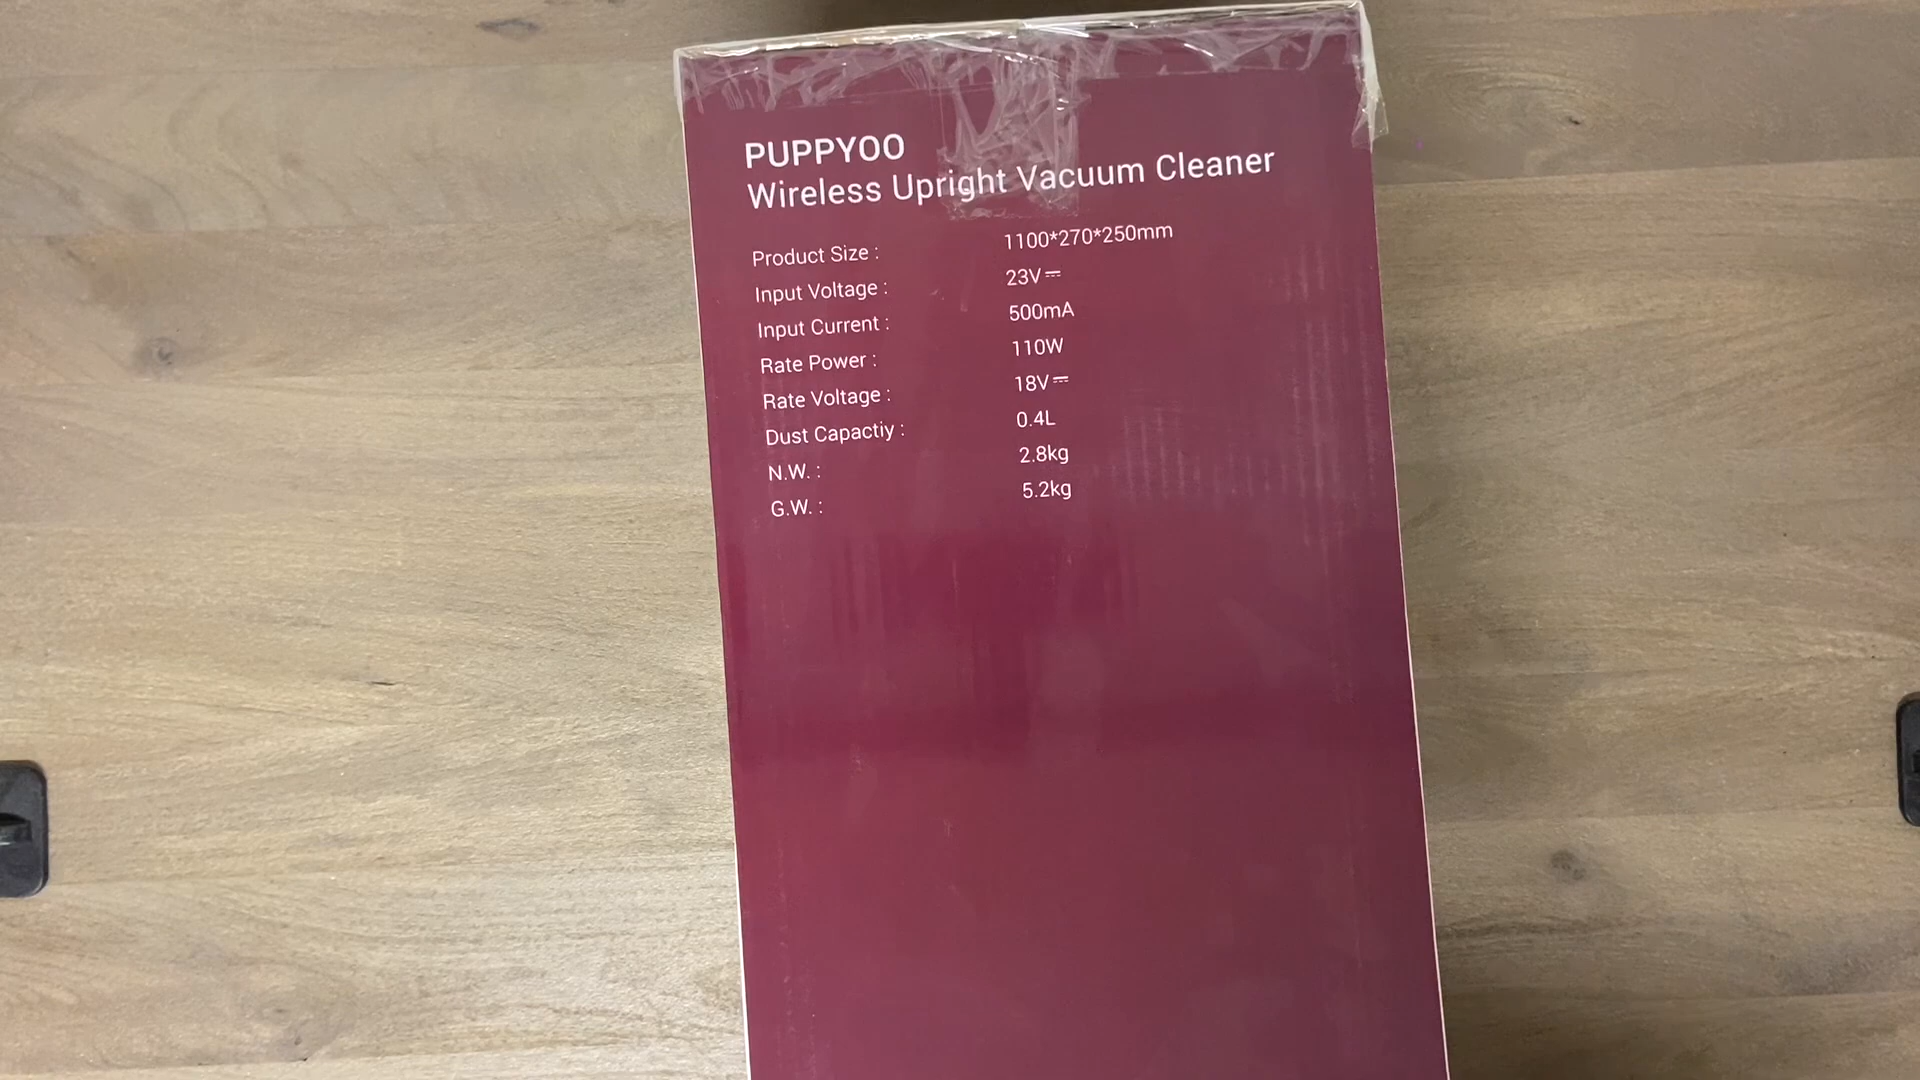 PUPPYOO
Wireless Upright Vacuum Cleaner
Product Size : 1100*270*250mm
Input Voltage : 23V⎓
Input Current : 500mA
Rate Power : 110W
Rate Voltage : 18V⎓
Dust Capactiy : 0.4L
N.W. : 2.8kg
G.W. : 5.2kg